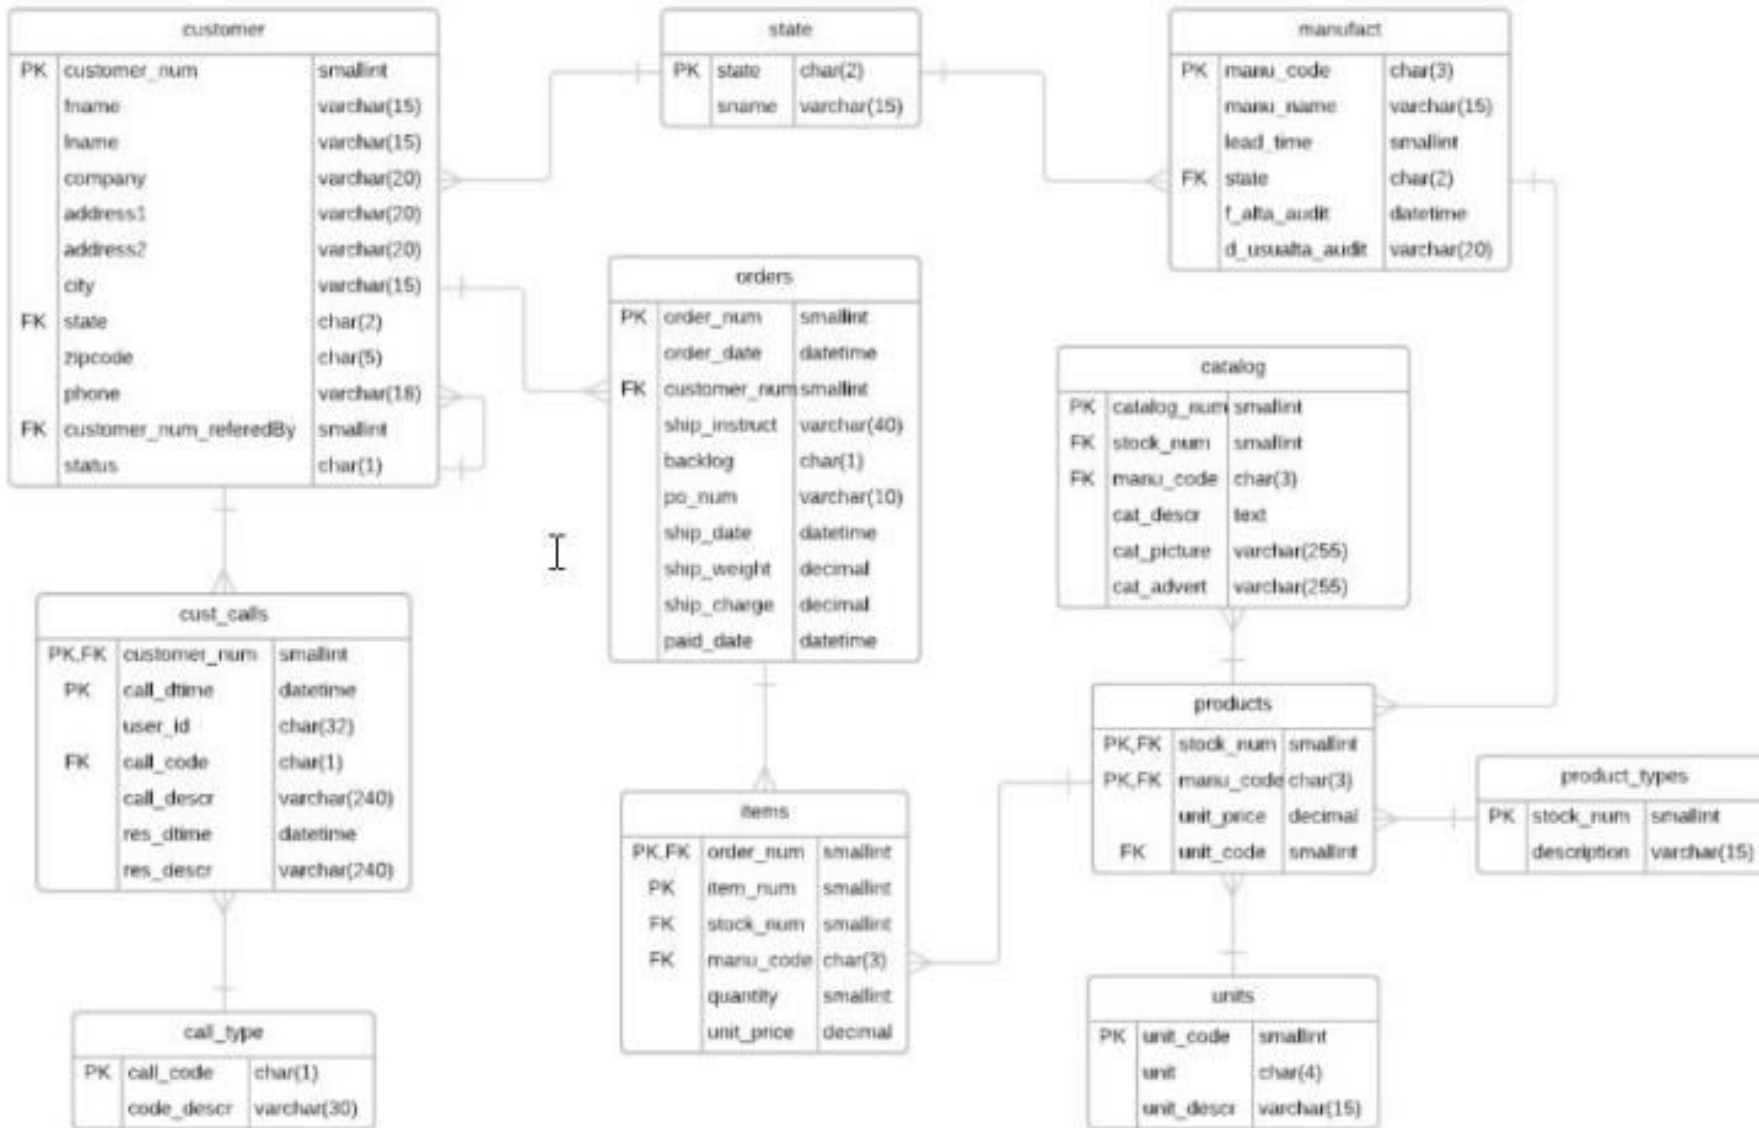 customer
PK customer_num smallint
fname varchar(15)
lname varchar(15)
company varchar(20)
address1 varchar(20)
address2 varchar(20)
city varchar(15)
FK state char(2)
zipcode char(5)
phone varchar(18)
FK customer_num_referedBy smallint
status char(1)
state
PK state char(2)
sname varchar(15)
manufact
PK manu_code char(3)
manu_name varchar(15)
lead_time smallint
FK state char(2)
f_alta_audit datetime
d_usualta_audit varchar(20)
orders
PK order_num smallint
order_date datetime
FK customer_num smallint
ship_instruct varchar(40)
backlog char(1)
po_num varchar(10)
ship_date datetime
ship_weight decimal
ship_charge decimal
paid_date datetime
catalog
PK catalog_num smallint
FK stock_num smallint
FK manu_code char(3)
cat_descr text
cat_picture varchar(255)
cat_advert varchar(255)
cust_calls
PK,FK customer_num smallint
PK call_dtime datetime
user_id char(32)
FK call_code char(1)
call_descr varchar(240)
res_dtime datetime
res_descr varchar(240)
products
PK,FK stock_num smallint
PK,FK manu_code char(3)
unit_price decimal
FK unit_code smallint
product_types
PK stock_num smallint
description varchar(15)
items
PK,FK order_num smallint
PK item_num smallint
FK stock_num smallint
FK manu_code char(3)
quantity smallint
unit_price decimal
call_type
PK call_code char(1)
code_descr varchar(30)
units
PK unit_code smallint
unit char(4)
unit_descr varchar(15)